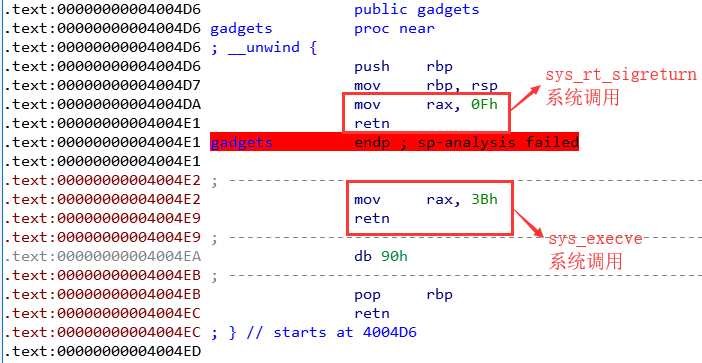 .text:00000000004004D6 public gadgets
.text:00000000004004D6 gadgets proc near
.text:00000000004004D6 ; __unwind {
.text:00000000004004D6 push rbp
.text:00000000004004D7 mov rbp, rsp
.text:00000000004004DA mov rax, 0Fh
.text:00000000004004E1 retn
.text:00000000004004E1 gadgets endp ; sp-analysis failed
.text:00000000004004E1
.text:00000000004004E2 ; ---------------------------------------------------------------
.text:00000000004004E2 mov rax, 3Bh
.text:00000000004004E9 retn
.text:00000000004004E9 ; ---------------------------------------------------------------
.text:00000000004004EA db 90h
.text:00000000004004EB ; ---------------------------------------------------------------
.text:00000000004004EB pop rbp
.text:00000000004004EC retn
.text:00000000004004EC ; } // starts at 4004D6
.text:00000000004004ED
sys_rt_sigreturn
系统调用
sys_execve
系统调用